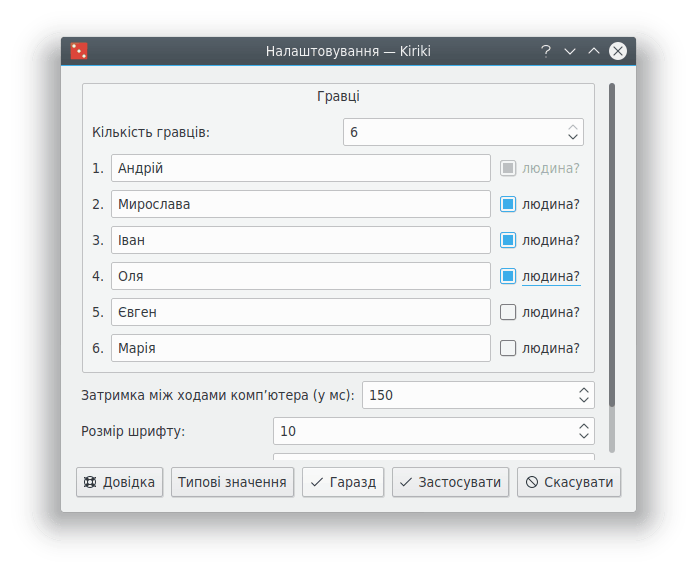 Налаштовування — Kiriki
Гравці
Кількість гравців: 6
1. Андрій людина?
2. Мирослава людина?
3. Іван людина?
4. Оля людина?
5. Євген людина?
6. Марія людина?
Затримка між ходами комп’ютера (у мс): 150
Розмір шрифту: 10
Довідка Типові значення Гаразд Застосувати Скасувати